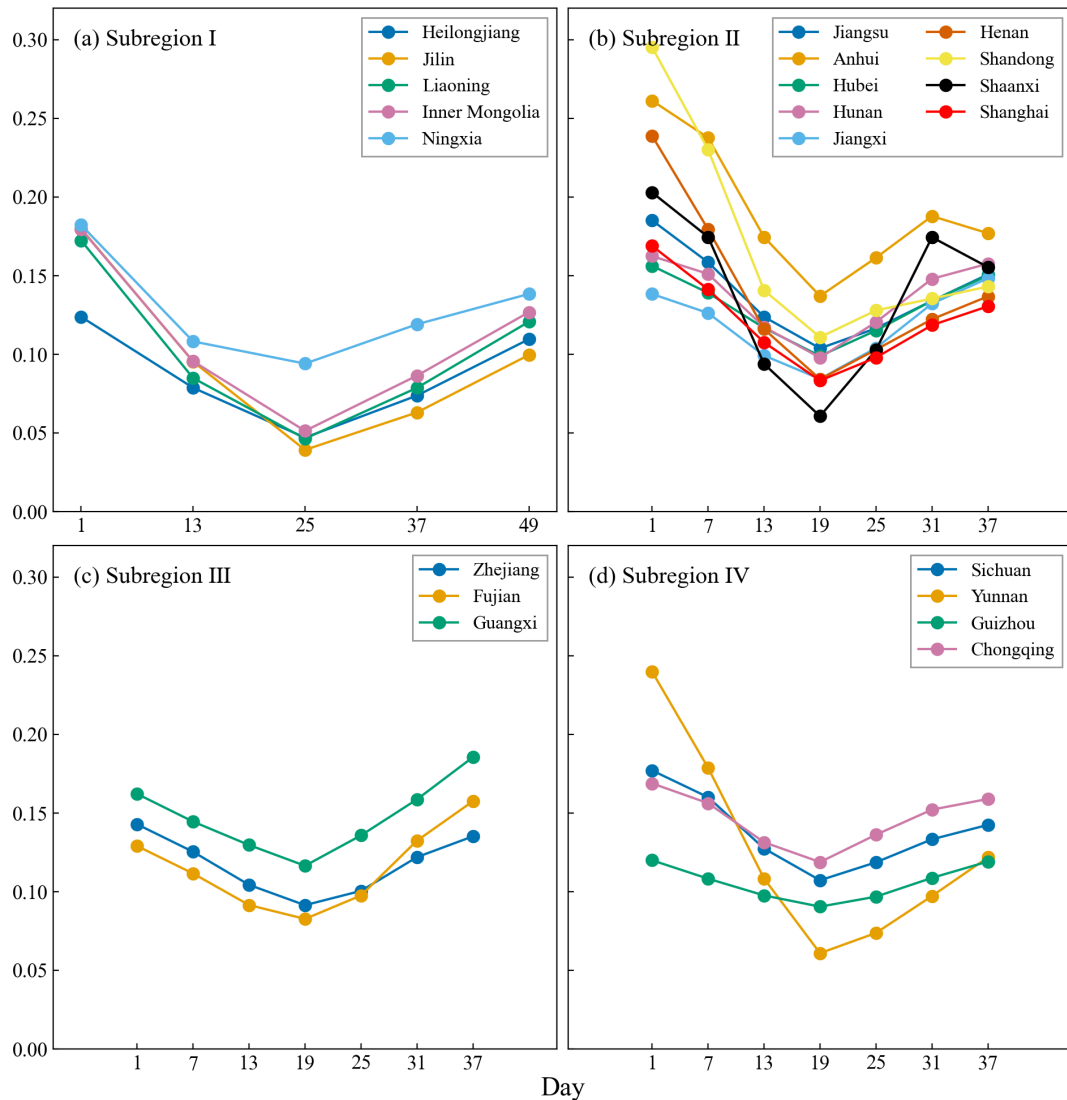 (a) Subregion I
Heilongjiang
Jilin
Liaoning
Inner Mongolia
Ningxia
0.30
0.25
0.20
0.15
0.10
0.05
0.00
1 13 25 37 49
(b) Subregion II
Jiangsu Henan
Anhui Shandong
Hubei Shaanxi
Hunan Shanghai
Jiangxi
1 7 13 19 25 31 37
(c) Subregion III
Zhejiang
Fujian
Guangxi
0.30
0.25
0.20
0.15
0.10
0.05
0.00
1 7 13 19 25 31 37
(d) Subregion IV
Sichuan
Yunnan
Guizhou
Chongqing
1 7 13 19 25 31 37
Day